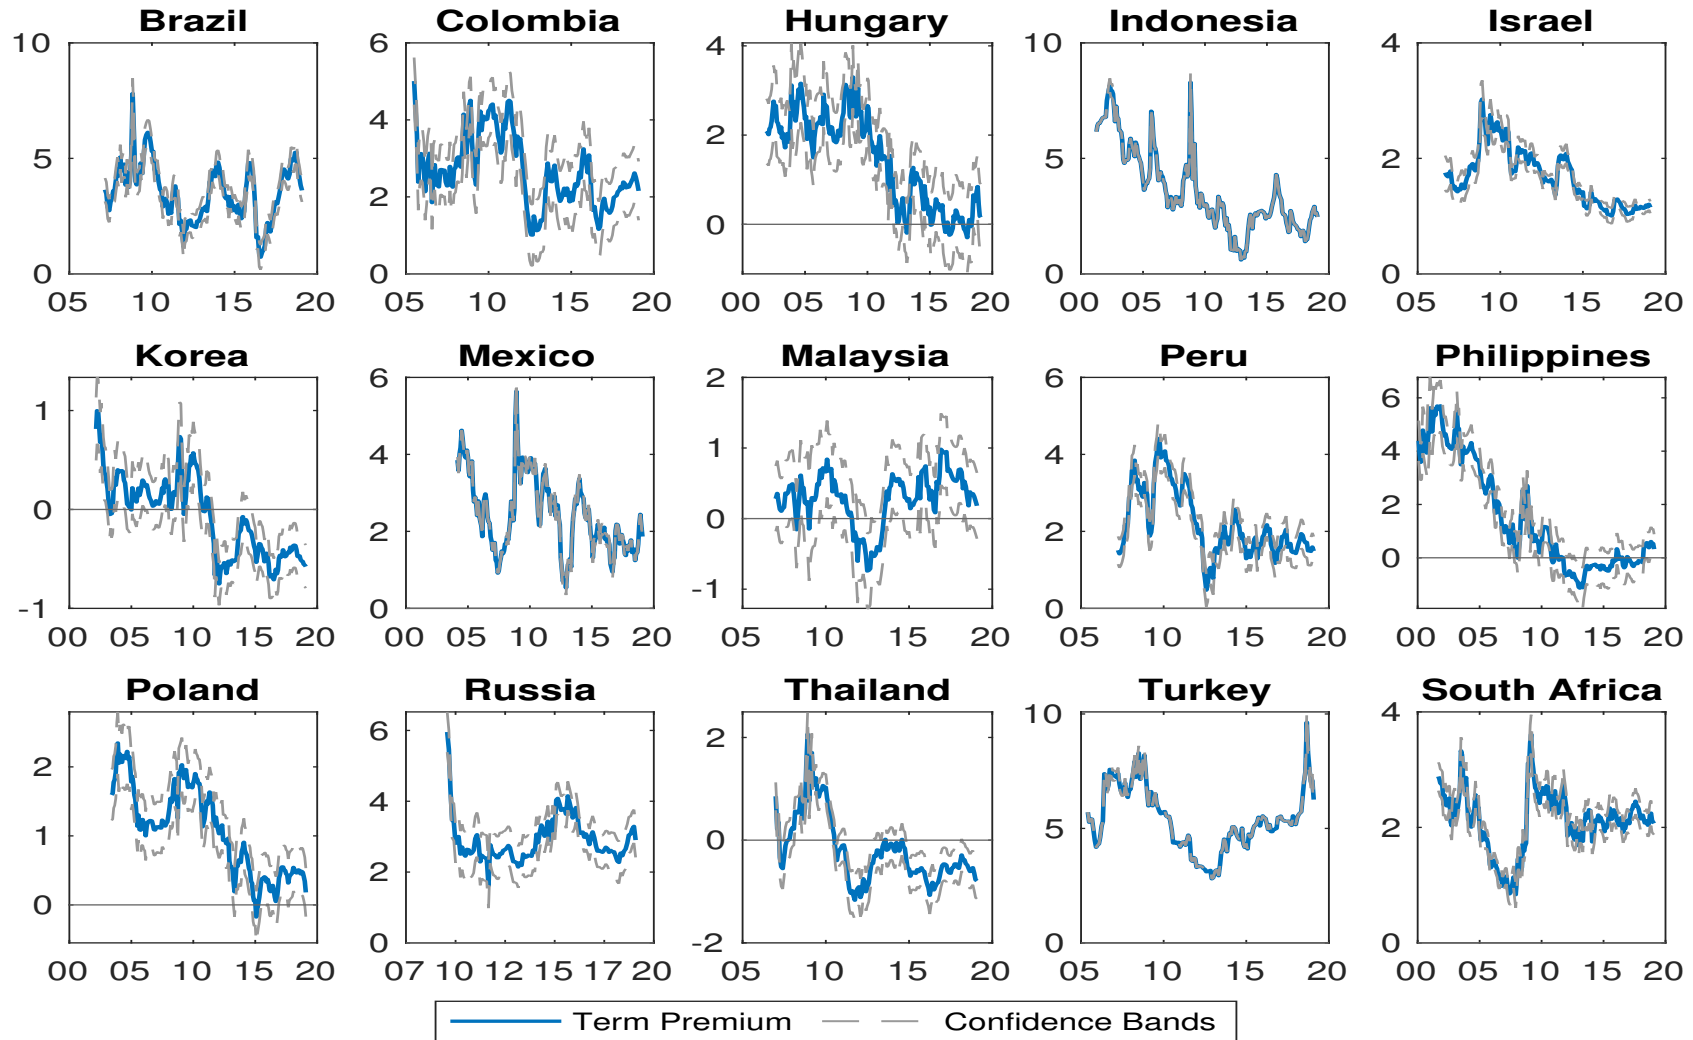 Brazil Colombia Hungary Indonesia Israel
10 6 4 10 4
5 4 2 5 2
0 2 0 0 0
0
05 10 15 20 05 10 15 20 00 05 10 15 20 00 05 10 15 20 05 10 15 20
Korea Mexico Malaysia Peru Philippines
1 6 2 6 6
0 4 1 4 4
-1 2 0 2 2
0 -1 0 0
00 05 10 15 20 00 05 10 15 20 05 10 15 20 05 10 15 20 00 05 10 15 20
Poland Russia Thailand Turkey South Africa
2 6 2 10 4
1 4 0 5 2
0 2 -2 0 0
0
00 05 10 15 20 07 10 12 15 17 20 05 10 15 20 05 10 15 20 00 05 10 15 20
Term Premium Confidence Bands